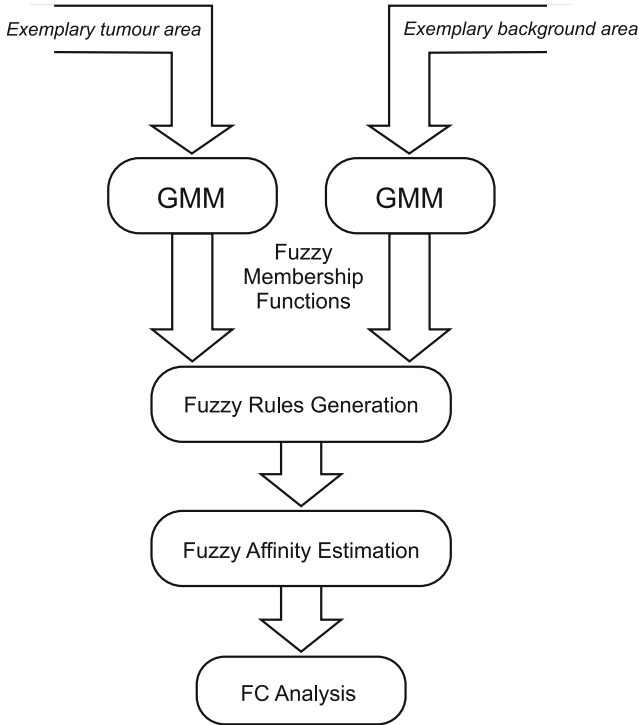 Exemplary tumour area
Exemplary background area
GMM
GMM
Fuzzy
Membership
Functions
Fuzzy Rules Generation
Fuzzy Affinity Estimation
FC Analysis